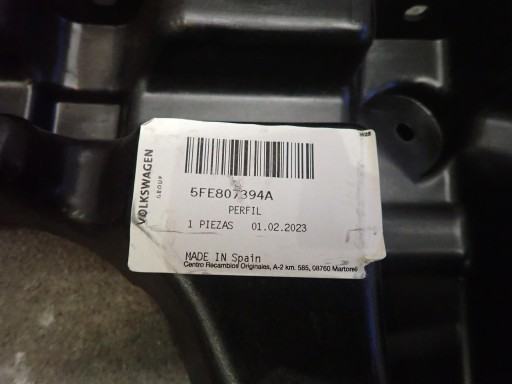 VOLKSWAGEN
GROUP
5FE807394A
PERFIL
1 PIEZAS 01.02.2023
MADE IN Spain
Centro Recambios Originales, A-2 km. 585, 08760 Martorell